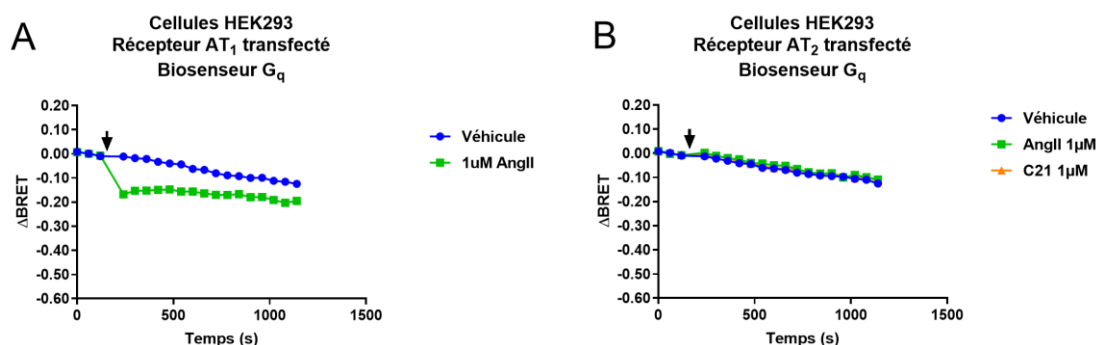 A
Cellules HEK293
Récepteur AT₁ transfecté
Biosenseur Gq
0.20
0.10
0.00
-0.10
-0.20
-0.30
-0.40
-0.50
-0.60
ΔBRET
0
500
1000
1500
Temps (s)
Véhicule
1uM AngII
B
Cellules HEK293
Récepteur AT₂ transfecté
Biosenseur Gq
0.20
0.10
0.00
-0.10
-0.20
-0.30
-0.40
-0.50
-0.60
ΔBRET
0
500
1000
1500
Temps (s)
Véhicule
AngII 1µM
C21 1µM